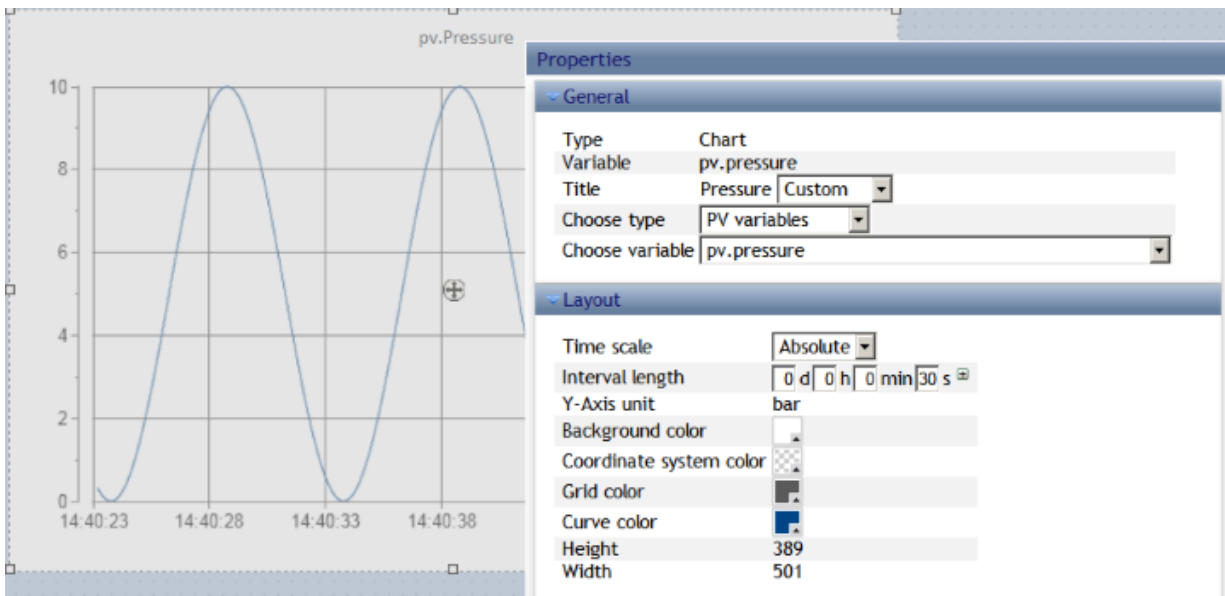 pv.Pressure
10
8
6
4
2
0
14:40:23 14:40:28 14:40:33 14:40:38
Properties
General
Type Chart
Variable pv.pressure
Title Pressure Custom
Choose type PV variables
Choose variable pv.pressure
Layout
Time scale Absolute
Interval length 0 d 0 h 0 min 30 s
Y-Axis unit bar
Background color
Coordinate system color
Grid color
Curve color
Height 389
Width 501